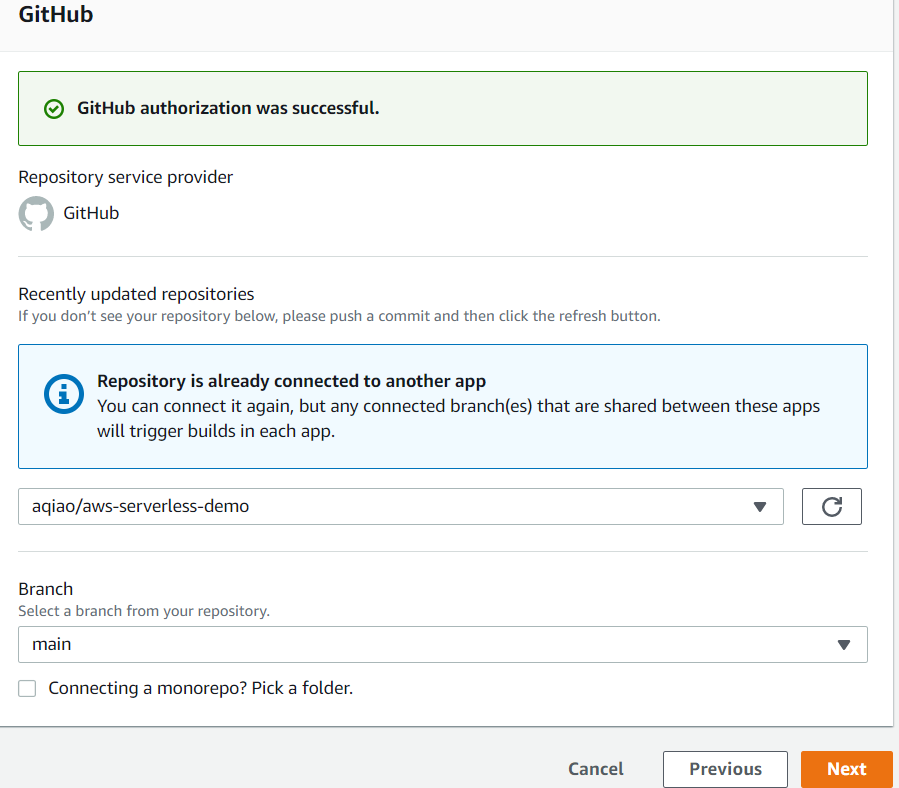 GitHub
GitHub authorization was successful.
Repository service provider
GitHub
Recently updated repositories
If you don’t see your repository below, please push a commit and then click the refresh button.
Repository is already connected to another app
You can connect it again, but any connected branch(es) that are shared between these apps
will trigger builds in each app.
aqiao/aws-serverless-demo
Branch
Select a branch from your repository.
main
Connecting a monorepo? Pick a folder.
Cancel
Previous
Next